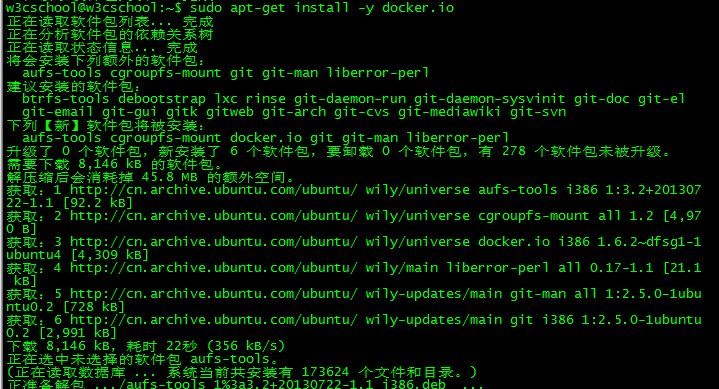 w3cschool@w3cschool:~$ sudo apt-get install -y docker.io
正在读取软件包列表... 完成
正在分析软件包的依赖关系树
正在读取状态信息... 完成
将会安装下列额外的软件包：
aufs-tools cgroupfs-mount git git-man liberror-perl
建议安装的软件包：
btrfs-tools debootstrap lxc rinse git-daemon-run git-daemon-sysvinit git-doc git-el
git-email git-gui gitk gitweb git-arch git-cvs git-mediawiki git-svn
下列【新】软件包将被安装：
aufs-tools cgroupfs-mount docker.io git git-man liberror-perl
升级了 0 个软件包，新安装了 6 个软件包，要卸载 0 个软件包，有 278 个软件包未被升级。
需要下载 8,146 kB 的软件包。
解压缩后会消耗掉 45.8 MB 的额外空间。
获取：1 http://cn.archive.ubuntu.com/ubuntu/ wily/universe aufs-tools i386 1:3.2+201307
22-1.1 [92.2 kB]
获取：2 http://cn.archive.ubuntu.com/ubuntu/ wily/universe cgroupfs-mount all 1.2 [4,97
0 B]
获取：3 http://cn.archive.ubuntu.com/ubuntu/ wily/universe docker.io i386 1.6.2~dfsg1-1
ubuntu4 [4,309 kB]
获取：4 http://cn.archive.ubuntu.com/ubuntu/ wily/main liberror-perl all 0.17-1.1 [21.1
kB]
获取：5 http://cn.archive.ubuntu.com/ubuntu/ wily-updates/main git-man all 1:2.5.0-1ubu
ntu0.2 [728 kB]
获取：6 http://cn.archive.ubuntu.com/ubuntu/ wily-updates/main git i386 1:2.5.0-1ubuntu
0.2 [2,991 kB]
下载 8,146 kB，耗时 22秒 (356 kB/s)
正在选中未选择的软件包 aufs-tools。
(正在读取数据库 ... 系统当前共安装有 173624 个文件和目录。)
正准备解包 .../aufs-tools_1%3a3.2+20130722-1.1_i386.deb ...